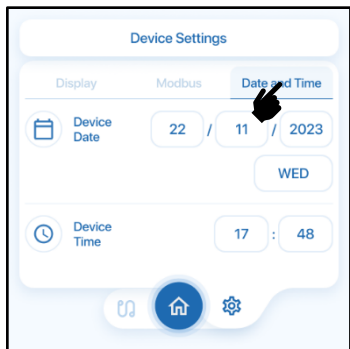 Device Settings
Display Modbus Date and Time
Device
Date
22 / 11 / 2023
WED
Device
Time
17 : 48